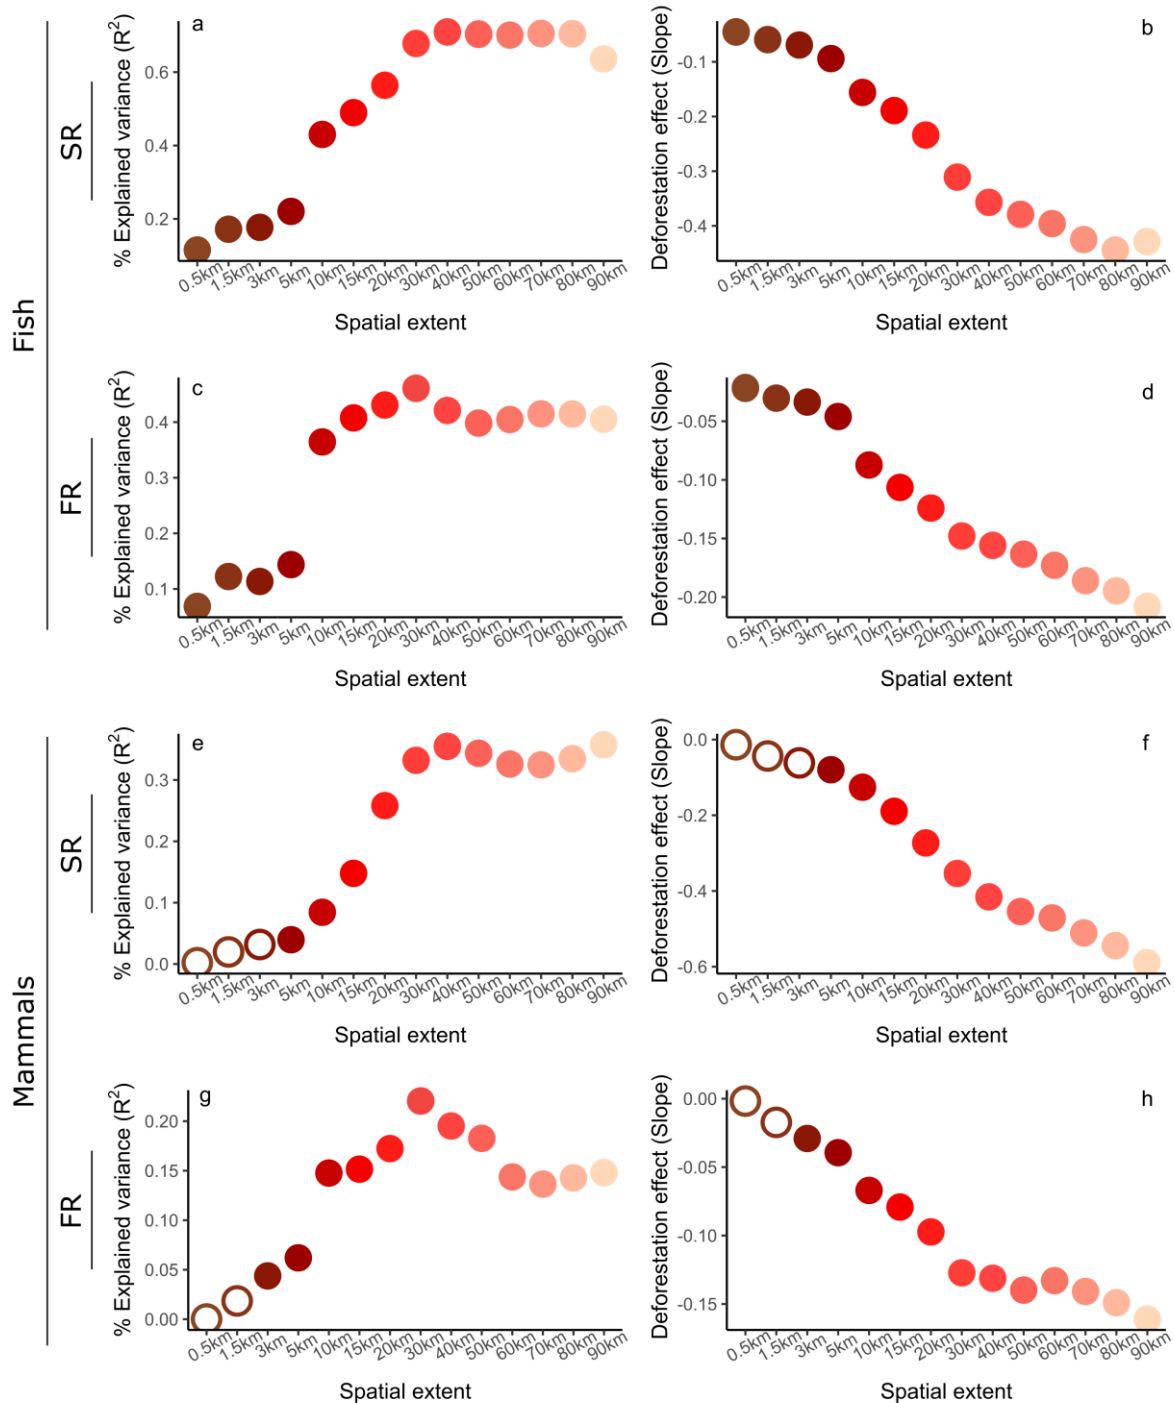 Fish
SR
% Explained variance (R²)
a
0.6
0.4
0.2
0.5km 1.5km 3km 5km 10km 15km 20km 30km 40km 50km 60km 70km 80km 90km
Spatial extent
Deforestation effect (Slope)
b
-0.1
-0.2
-0.3
-0.4
0.5km 1.5km 3km 5km 10km 15km 20km 30km 40km 50km 60km 70km 80km 90km
Spatial extent
FR
% Explained variance (R²)
c
0.4
0.3
0.2
0.1
0.5km 1.5km 3km 5km 10km 15km 20km 30km 40km 50km 60km 70km 80km 90km
Spatial extent
Deforestation effect (Slope)
d
-0.05
-0.10
-0.15
-0.20
0.5km 1.5km 3km 5km 10km 15km 20km 30km 40km 50km 60km 70km 80km 90km
Spatial extent
Mammals
SR
% Explained variance (R²)
e
0.3
0.2
0.1
0.0
0.5km 1.5km 3km 5km 10km 15km 20km 30km 40km 50km 60km 70km 80km 90km
Spatial extent
Deforestation effect (Slope)
f
0.0
-0.2
-0.4
-0.6
0.5km 1.5km 3km 5km 10km 15km 20km 30km 40km 50km 60km 70km 80km 90km
Spatial extent
FR
% Explained variance (R²)
g
0.20
0.15
0.10
0.05
0.00
0.5km 1.5km 3km 5km 10km 15km 20km 30km 40km 50km 60km 70km 80km 90km
Spatial extent
Deforestation effect (Slope)
h
0.00
-0.05
-0.10
-0.15
0.5km 1.5km 3km 5km 10km 15km 20km 30km 40km 50km 60km 70km 80km 90km
Spatial extent